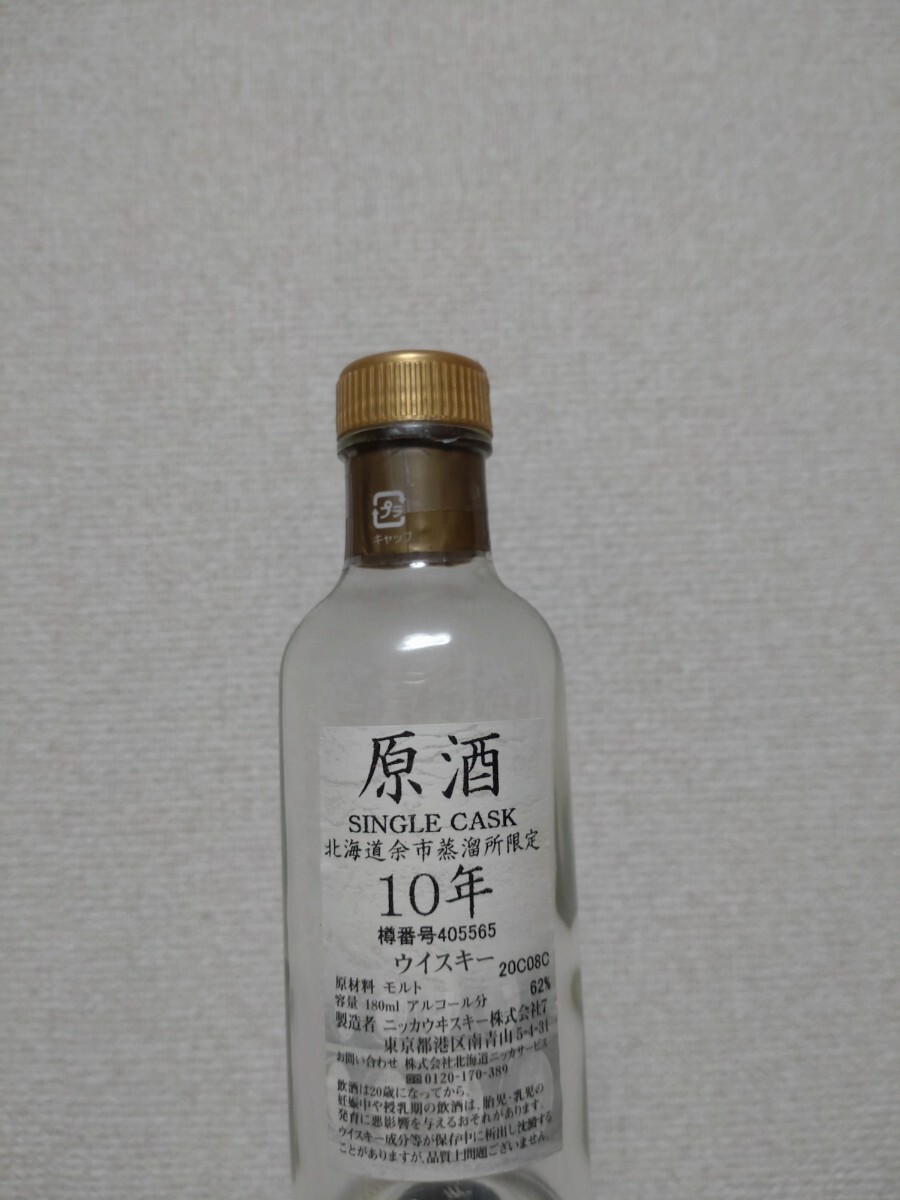 プラ
キャップ
原酒
SINGLE CASK
北海道余市蒸溜所限定
10年
樽番号405565
ウイスキー 20C08C
原材料 モルト 62%
容量 180ml アルコール分
製造者 ニッカウヰスキー株式会社7
東京都港区南青山5-4-31
お問い合わせ 株式会社北海道ニッカサービス
0120-170-389
飲酒は20歳になってから。
妊娠中や授乳期の飲酒は、胎児・乳児の
発育に悪影響を与えるおそれがあります。
ウイスキー成分等が保存中に析出し沈澱する
ことがありますが、品質上問題ございません。